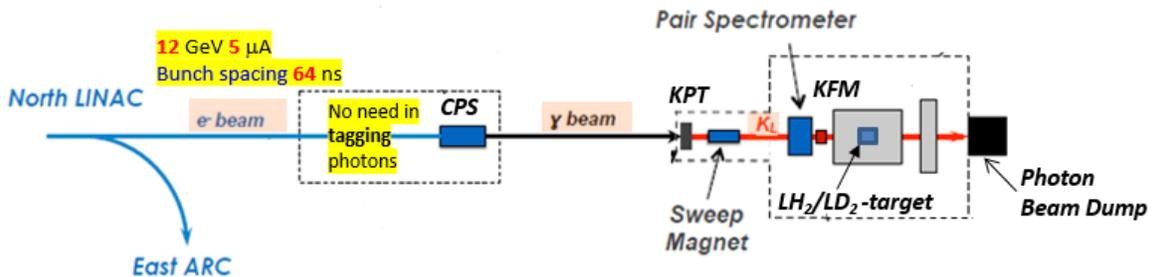 Pair Spectrometer
12 GeV 5 μA
Bunch spacing 64 ns
North LINAC
e⁻ beam
No need in
tagging
photons
CPS
γ beam
KPT
K_L
KFM
LH₂/LD₂-target
Sweep
Magnet
Photon
Beam Dump
East ARC